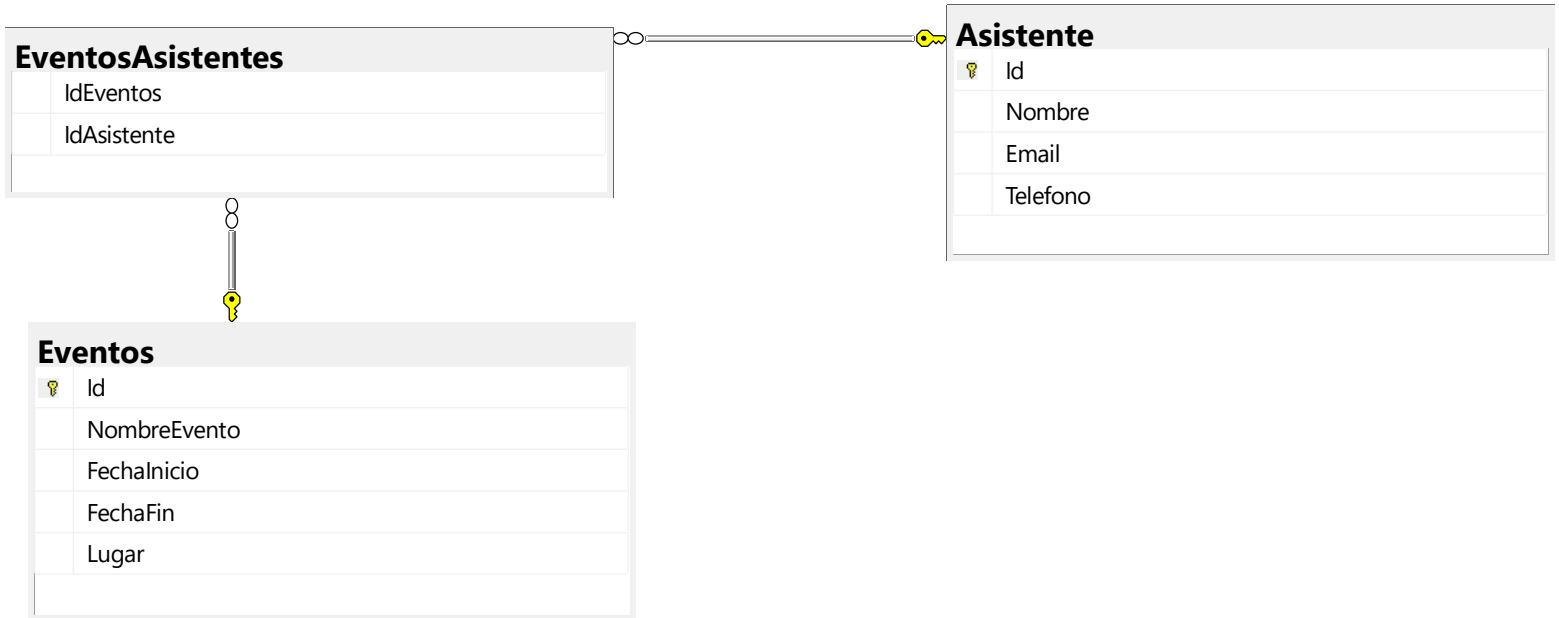 EventosAsistentes
IdEventos
IdAsistente
Asistente
Id
Nombre
Email
Telefono
Eventos
Id
NombreEvento
FechaInicio
FechaFin
Lugar